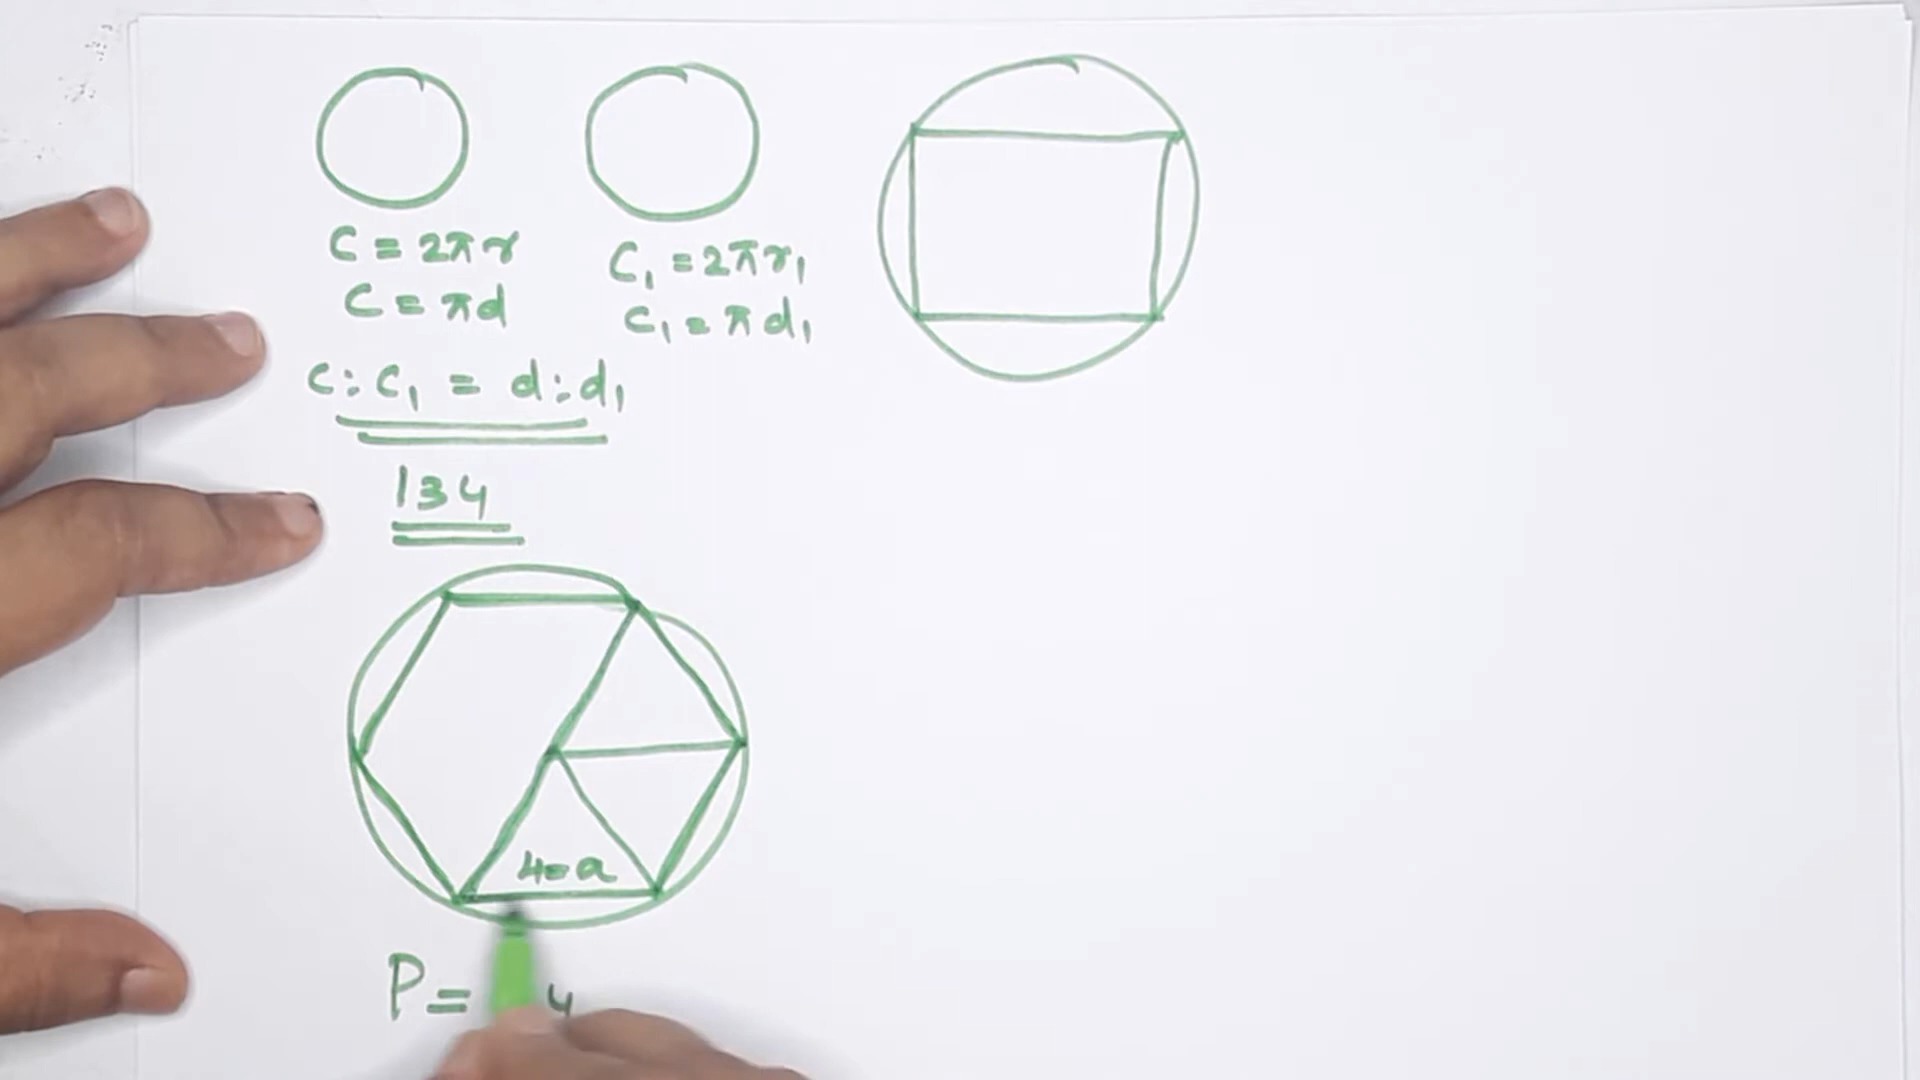 C = 2πr
C = πd
C₁ = 2πr₁
C₁ = πd₁
C : C₁ = d : d₁
134
4 = a
P =